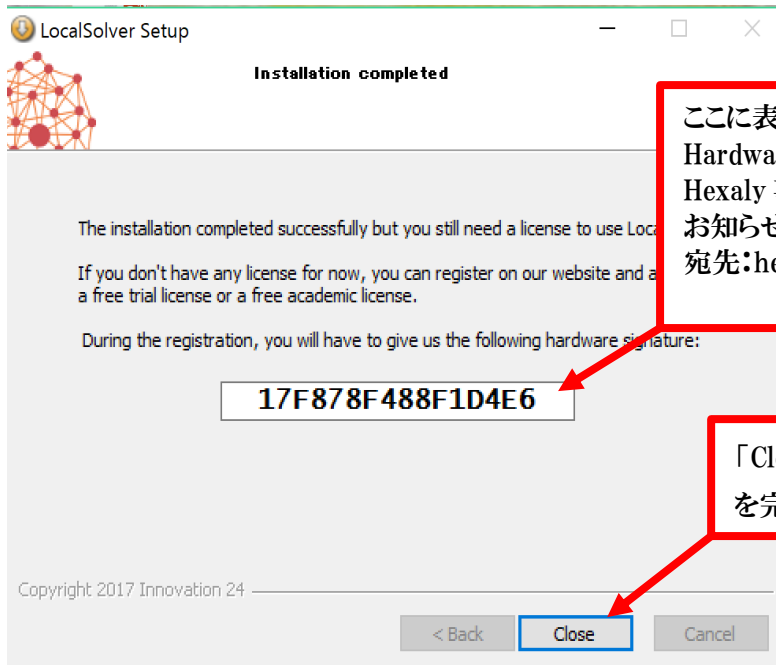 LocalSolver Setup
Installation completed
ここに表
Hardwa
Hexaly
お知らせ
宛先：he
The installation completed successfully but you still need a license to use Loca
If you don't have any license for now, you can register on our website and a
a free trial license or a free academic license.
During the registration, you will have to give us the following hardware signature:
17F878F488F1D4E6
「Cl
を完
Copyright 2017 Innovation 24
< Back
Close
Cancel